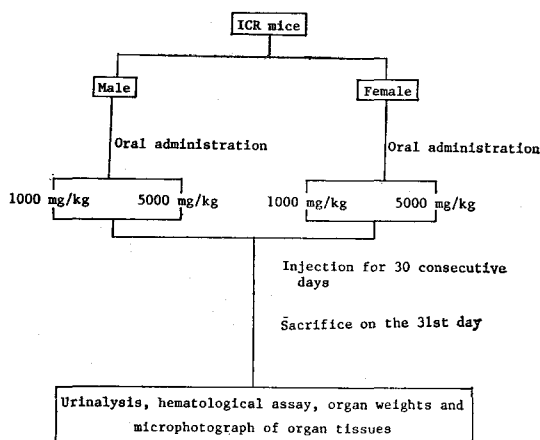 ICR mice
Male
Female
Oral administration
Oral administration
1000 mg/kg
5000 mg/kg
1000 mg/kg
5000 mg/kg
Injection for 30 consecutive
days
Sacrifice on the 31st day
Urinalysis, hematological assay, organ weights and
microphotograph of organ tissues